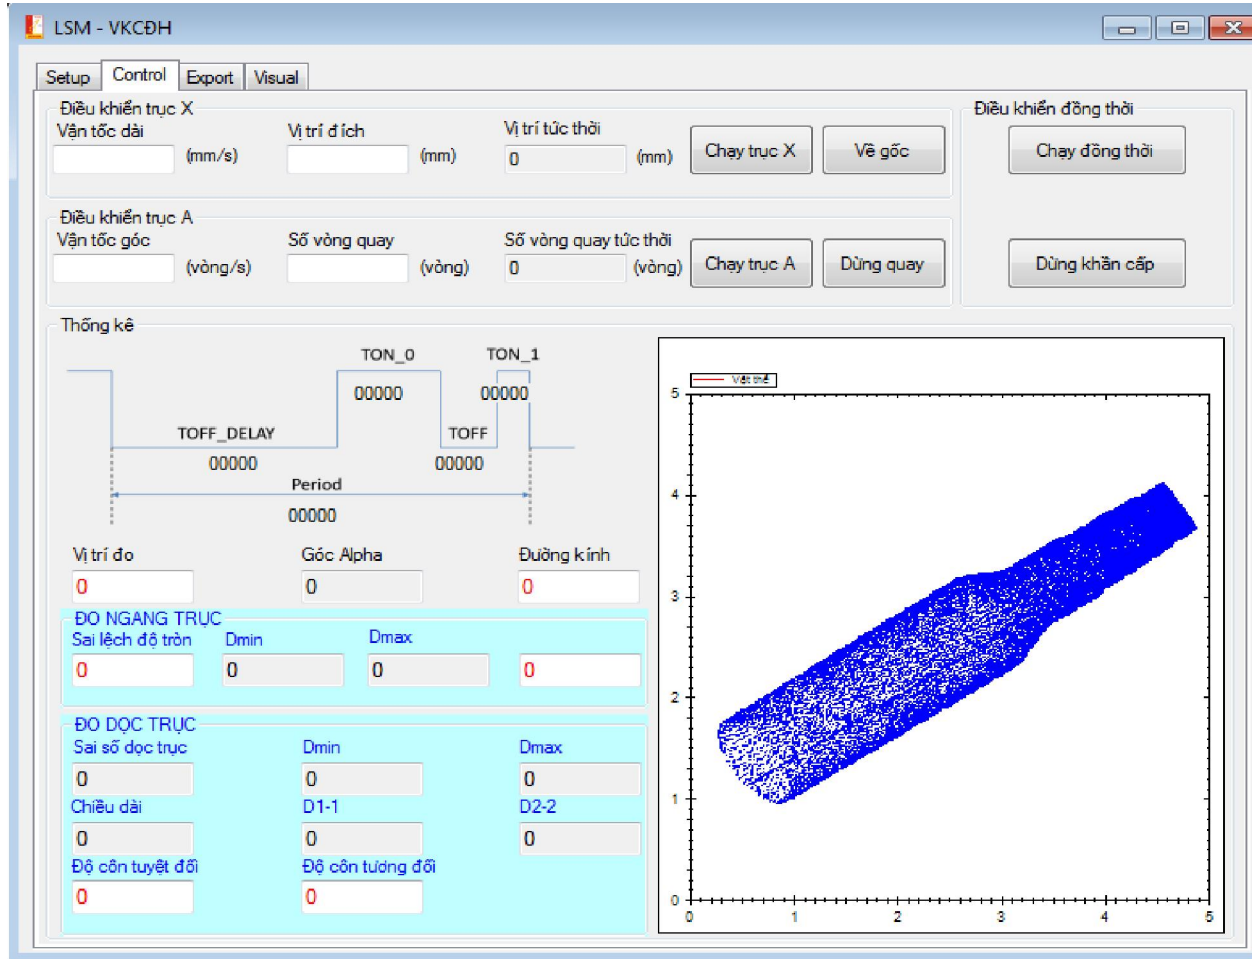 LSM - VKCĐH
Setup Control Export Visual
Điều khiển trục X
Vận tốc dài Vị trí đích Vị trí tức thời
(mm/s) (mm) 0 (mm) Chạy trục X Về gốc
Điều khiển đồng thời
Chạy đồng thời
Điều khiển trục A
Vận tốc góc Số vòng quay Số vòng quay tức thời
(vòng/s) (vòng) 0 (vòng) Chạy trục A Dừng quay
Dừng khẩn cấp
Thống kê
TON_0 TON_1
00000 00000
TOFF_DELAY TOFF
00000 00000
Period
00000
Vị trí đo Góc Alpha Đường kính
0 0 0
ĐO NGANG TRỤC
Sai lệch độ tròn Dmin Dmax
0 0 0 0
ĐO DỌC TRỤC
Sai số dọc trục Dmin Dmax
0 0 0
Chiều dài D1-1 D2-2
0 0 0
Độ côn tuyệt đối Độ côn tương đối
0 0
Vật thể
5
4
3
2
1
0
0 1 2 3 4 5